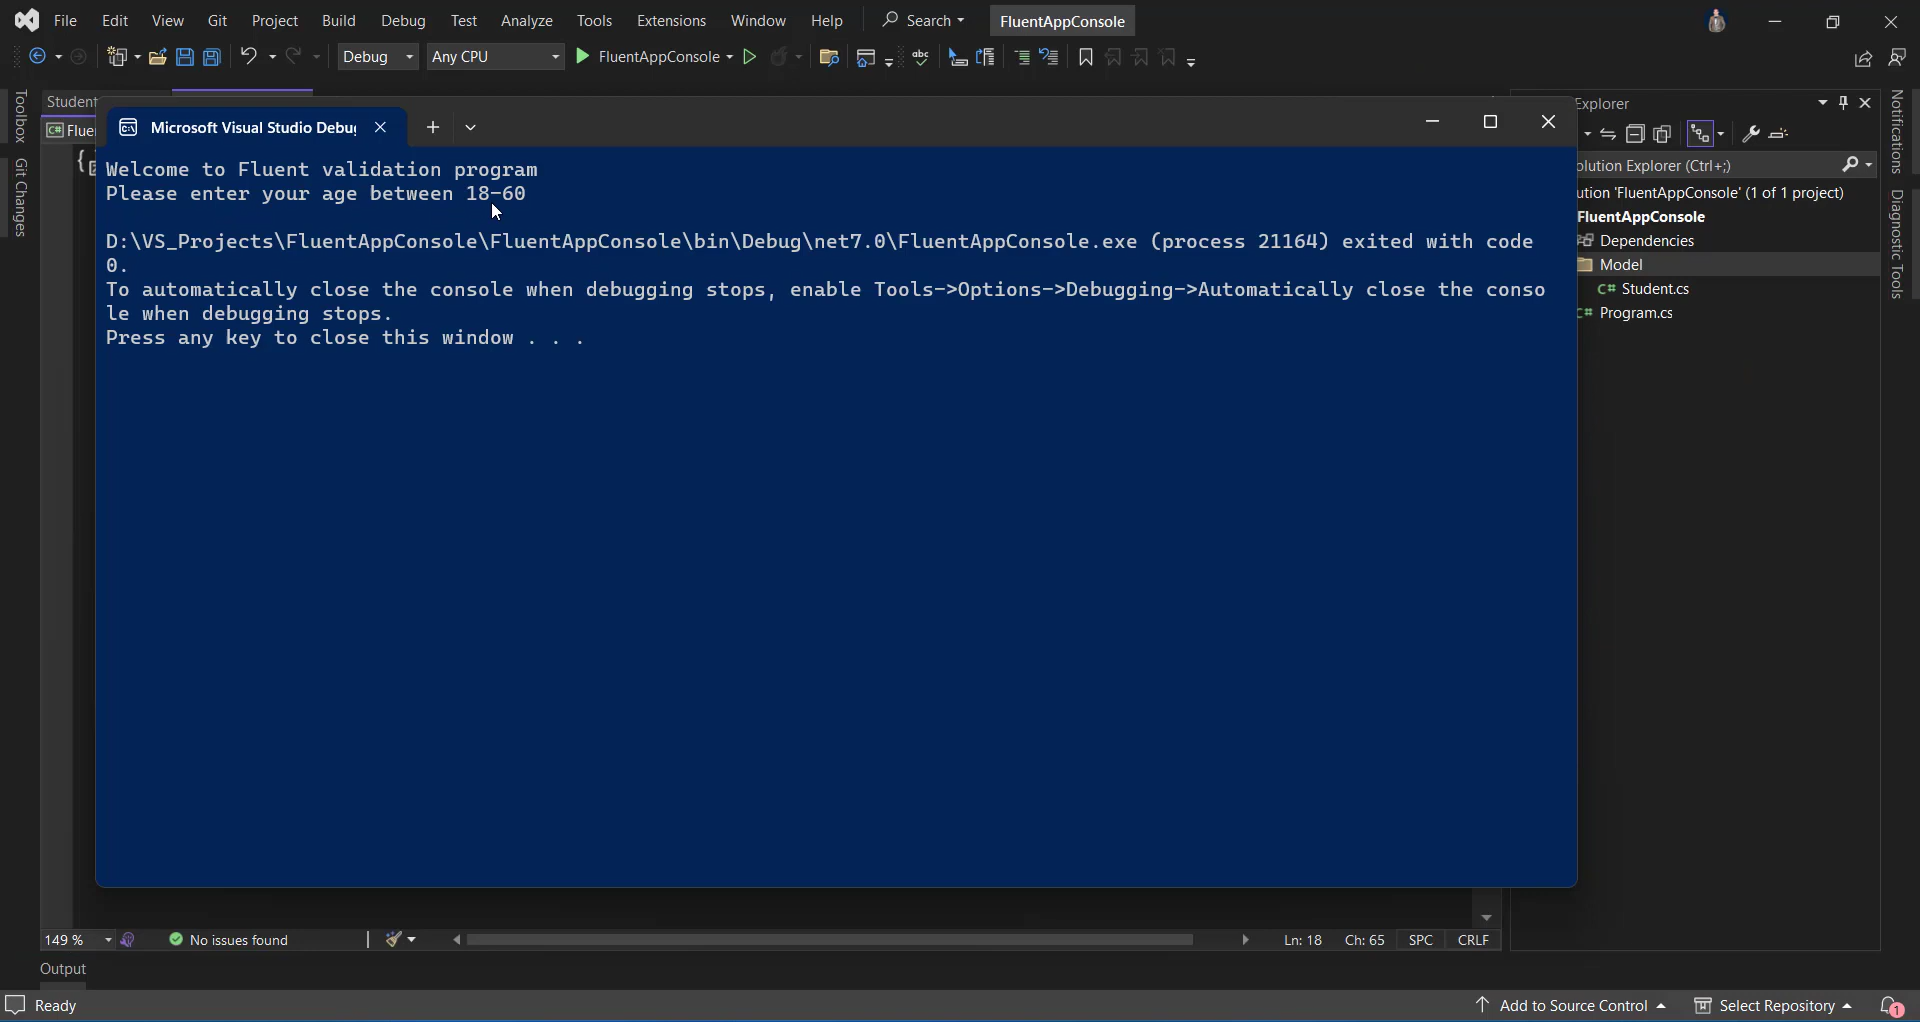 File Edit View Git Project Build Debug Test Analyze Tools Extensions Window Help Search FluentAppConsole
Debug Any CPU FluentAppConsole
Toolbox
Git Changes
Student
Fluen
Microsoft Visual Studio Debug
Welcome to Fluent validation program
Please enter your age between 18-60
D:\VS_Projects\FluentAppConsole\FluentAppConsole\bin\Debug\net7.0\FluentAppConsole.exe (process 21164) exited with code
0.
To automatically close the console when debugging stops, enable Tools->Options->Debugging->Automatically close the conso
le when debugging stops.
Press any key to close this window . . .
Explorer
olution Explorer (Ctrl+;)
ution 'FluentAppConsole' (1 of 1 project)
FluentAppConsole
Dependencies
Model
C# Student.cs
Program.cs
Notifications
Diagnostic Tools
149 % No issues found Ln: 18 Ch: 65 SPC CRLF
Output
Ready Add to Source Control Select Repository 1